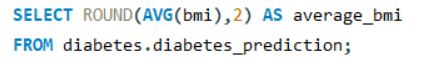 SELECT ROUND(AVG(bmi),2) AS average_bmi
FROM diabetes.diabetes_prediction;